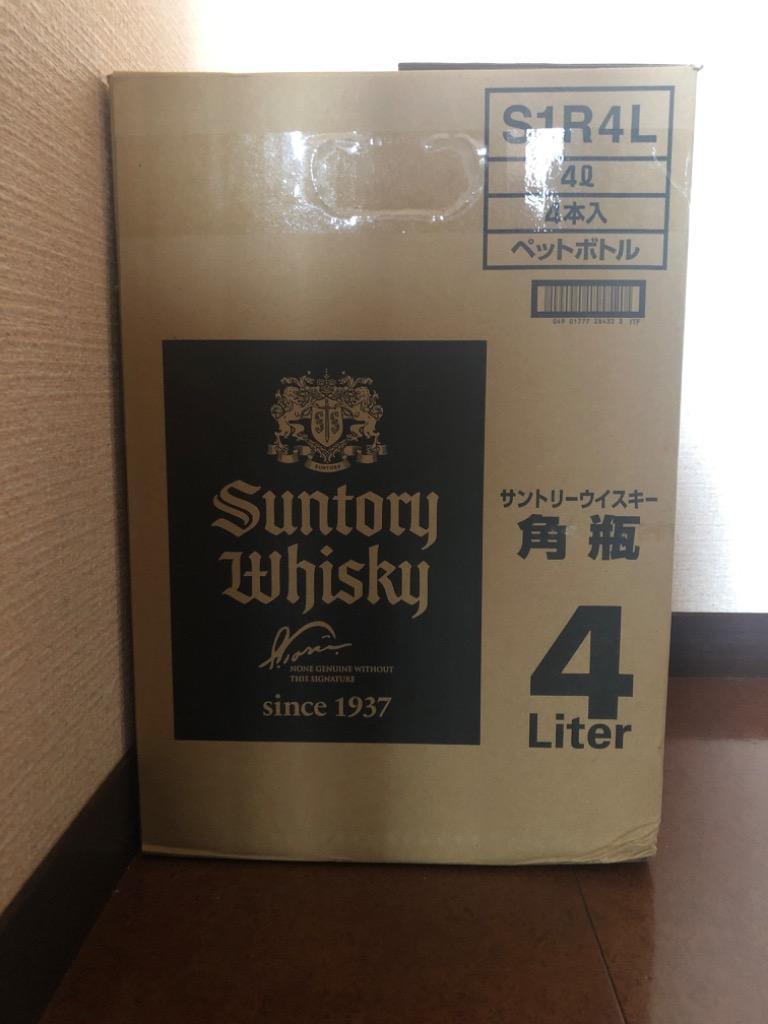 S1R4L
4ℓ
4本入
ペットボトル
SUNTORY
Suntory
Whisky
NONE GENUINE WITHOUT
THIS SIGNATURE
since 1937
サントリーウイスキー
角瓶
4
Liter